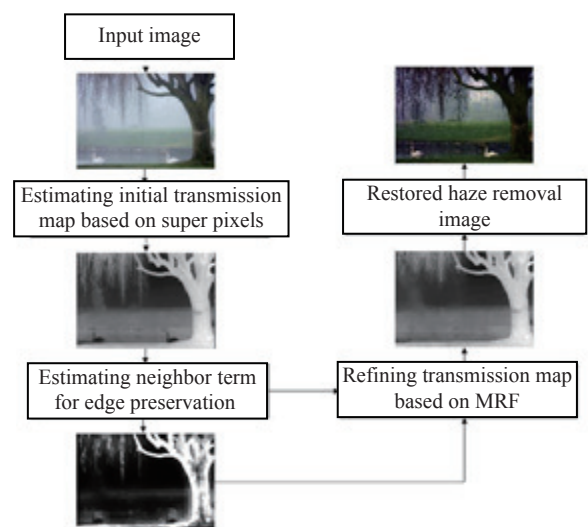 Input image
Estimating initial transmission
map based on super pixels
Estimating neighbor term
for edge preservation
Refining transmission map
based on MRF
Restored haze removal
image